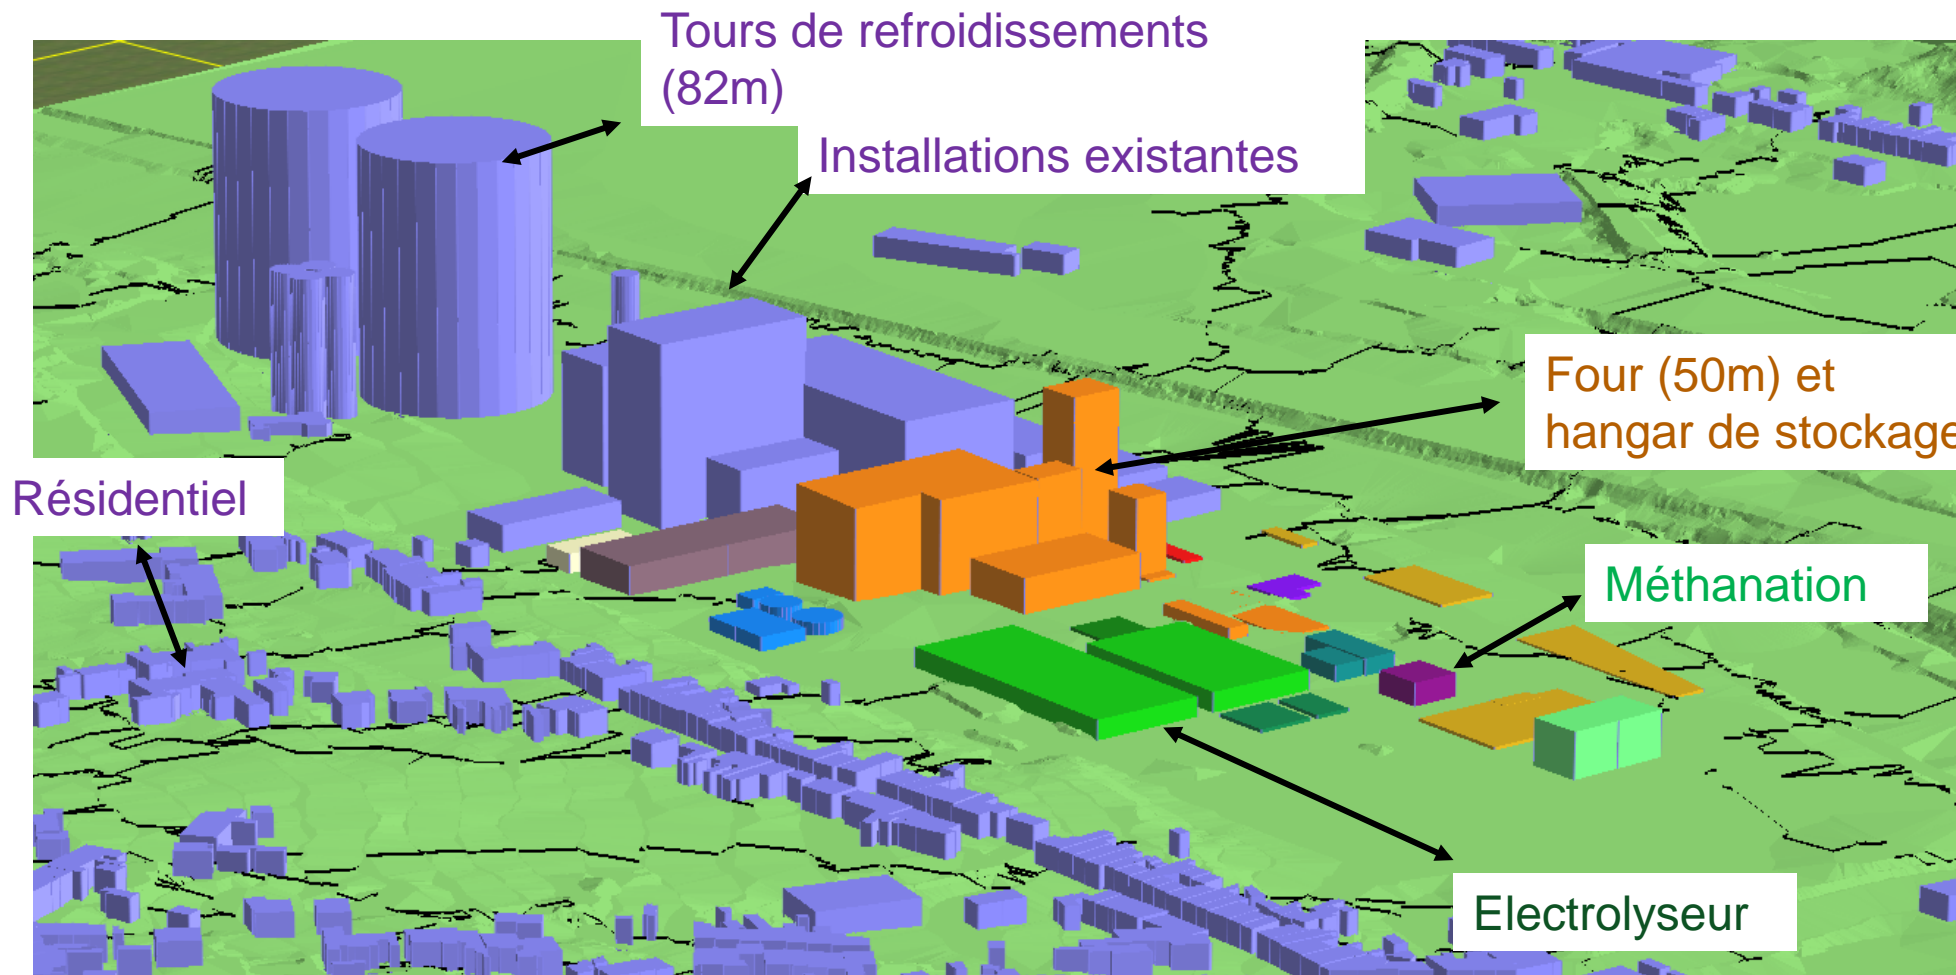 Tours de refroidissements
(82m)
Installations existantes
Four (50m) et
hangar de stockage
Résidentiel
Méthanation
Electrolyseur